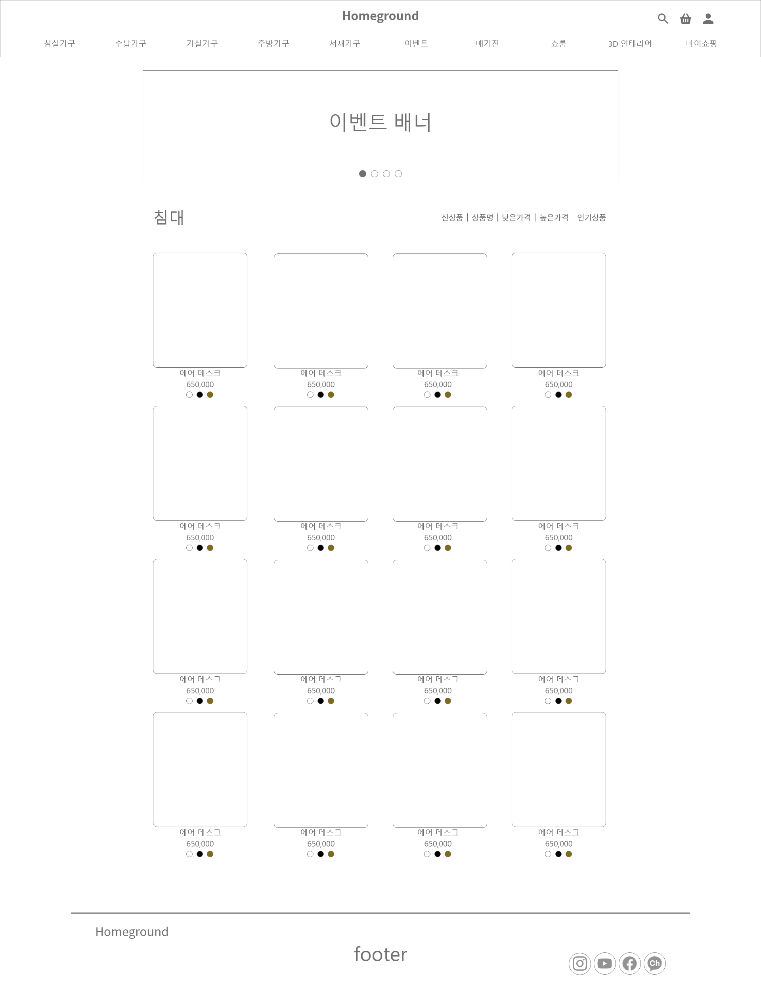 Homeground
침실가구 수납가구 거실가구 주방가구 서재가구 이벤트 매거진 쇼룸 3D 인테리어 마이쇼핑
이벤트 배너
침대 신상품 | 상품명 | 낮은가격 | 높은가격 | 인기상품
에어 데스크 에어 데스크 에어 데스크 에어 데스크
650,000 650,000 650,000 650,000
에어 데스크 에어 데스크 에어 데스크 에어 데스크
650,000 650,000 650,000 650,000
에어 데스크 에어 데스크 에어 데스크 에어 데스크
650,000 650,000 650,000 650,000
에어 데스크 에어 데스크 에어 데스크 에어 데스크
650,000 650,000 650,000 650,000
Homeground
footer
Ch